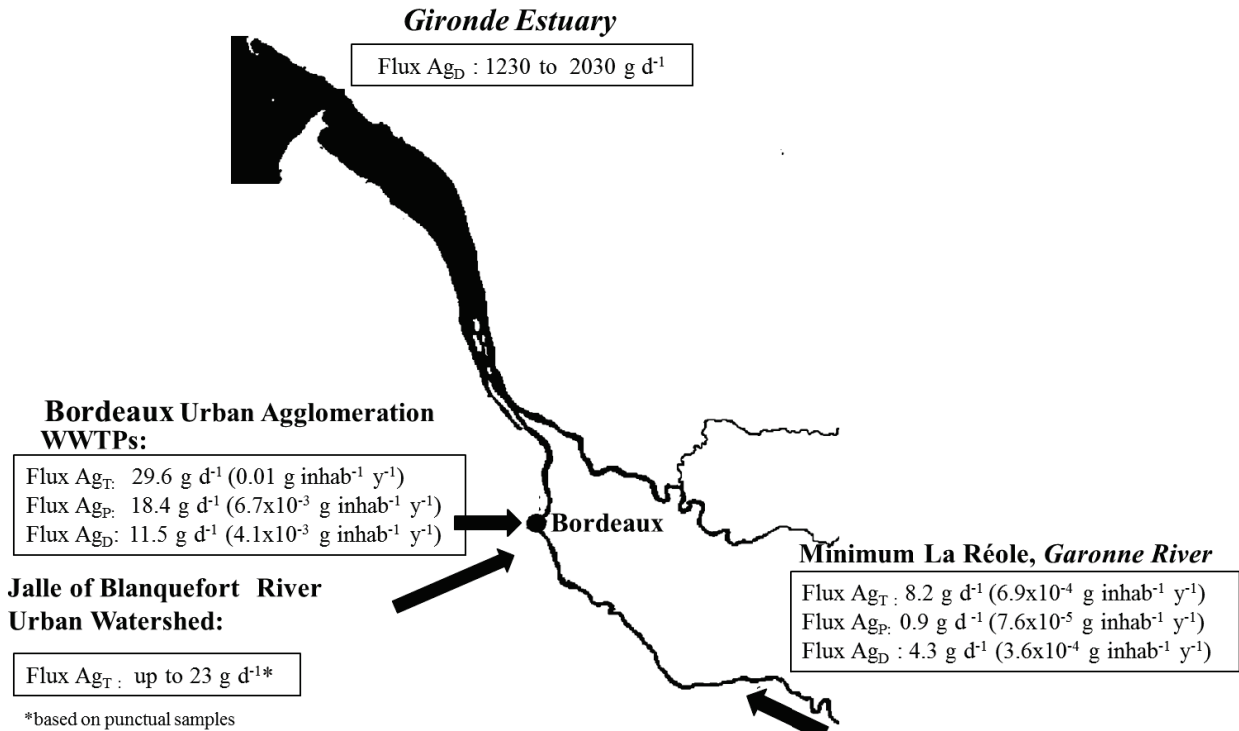 Gironde Estuary
Flux Ag_D : 1230 to 2030 g d⁻¹
Bordeaux Urban Agglomeration
WWTPs:
Flux Ag_T: 29.6 g d⁻¹ (0.01 g inhab⁻¹ y⁻¹)
Flux Ag_P: 18.4 g d⁻¹ (6.7x10⁻³ g inhab⁻¹ y⁻¹)
Flux Ag_D: 11.5 g d⁻¹ (4.1x10⁻³ g inhab⁻¹ y⁻¹)
Bordeaux
Jalle of Blanquefort River
Urban Watershed:
Flux Ag_T : up to 23 g d⁻¹*
*based on punctual samples
Minimum La Réole, Garonne River
Flux Ag_T : 8.2 g d⁻¹ (6.9x10⁻⁴ g inhab⁻¹ y⁻¹)
Flux Ag_P: 0.9 g d⁻¹ (7.6x10⁻⁵ g inhab⁻¹ y⁻¹)
Flux Ag_D : 4.3 g d⁻¹ (3.6x10⁻⁴ g inhab⁻¹ y⁻¹)